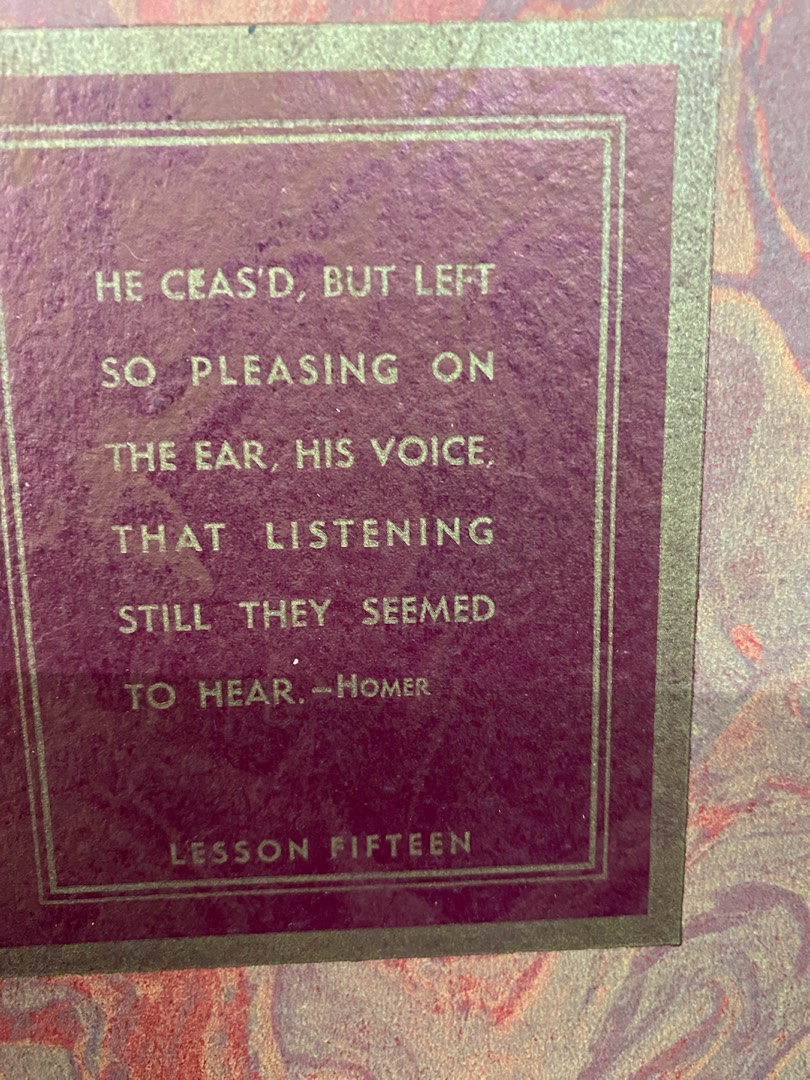 HE CEAS'D, BUT LEFT
SO PLEASING ON
THE EAR, HIS VOICE,
THAT LISTENING
STILL THEY SEEMED
TO HEAR.—HOMER
LESSON FIFTEEN